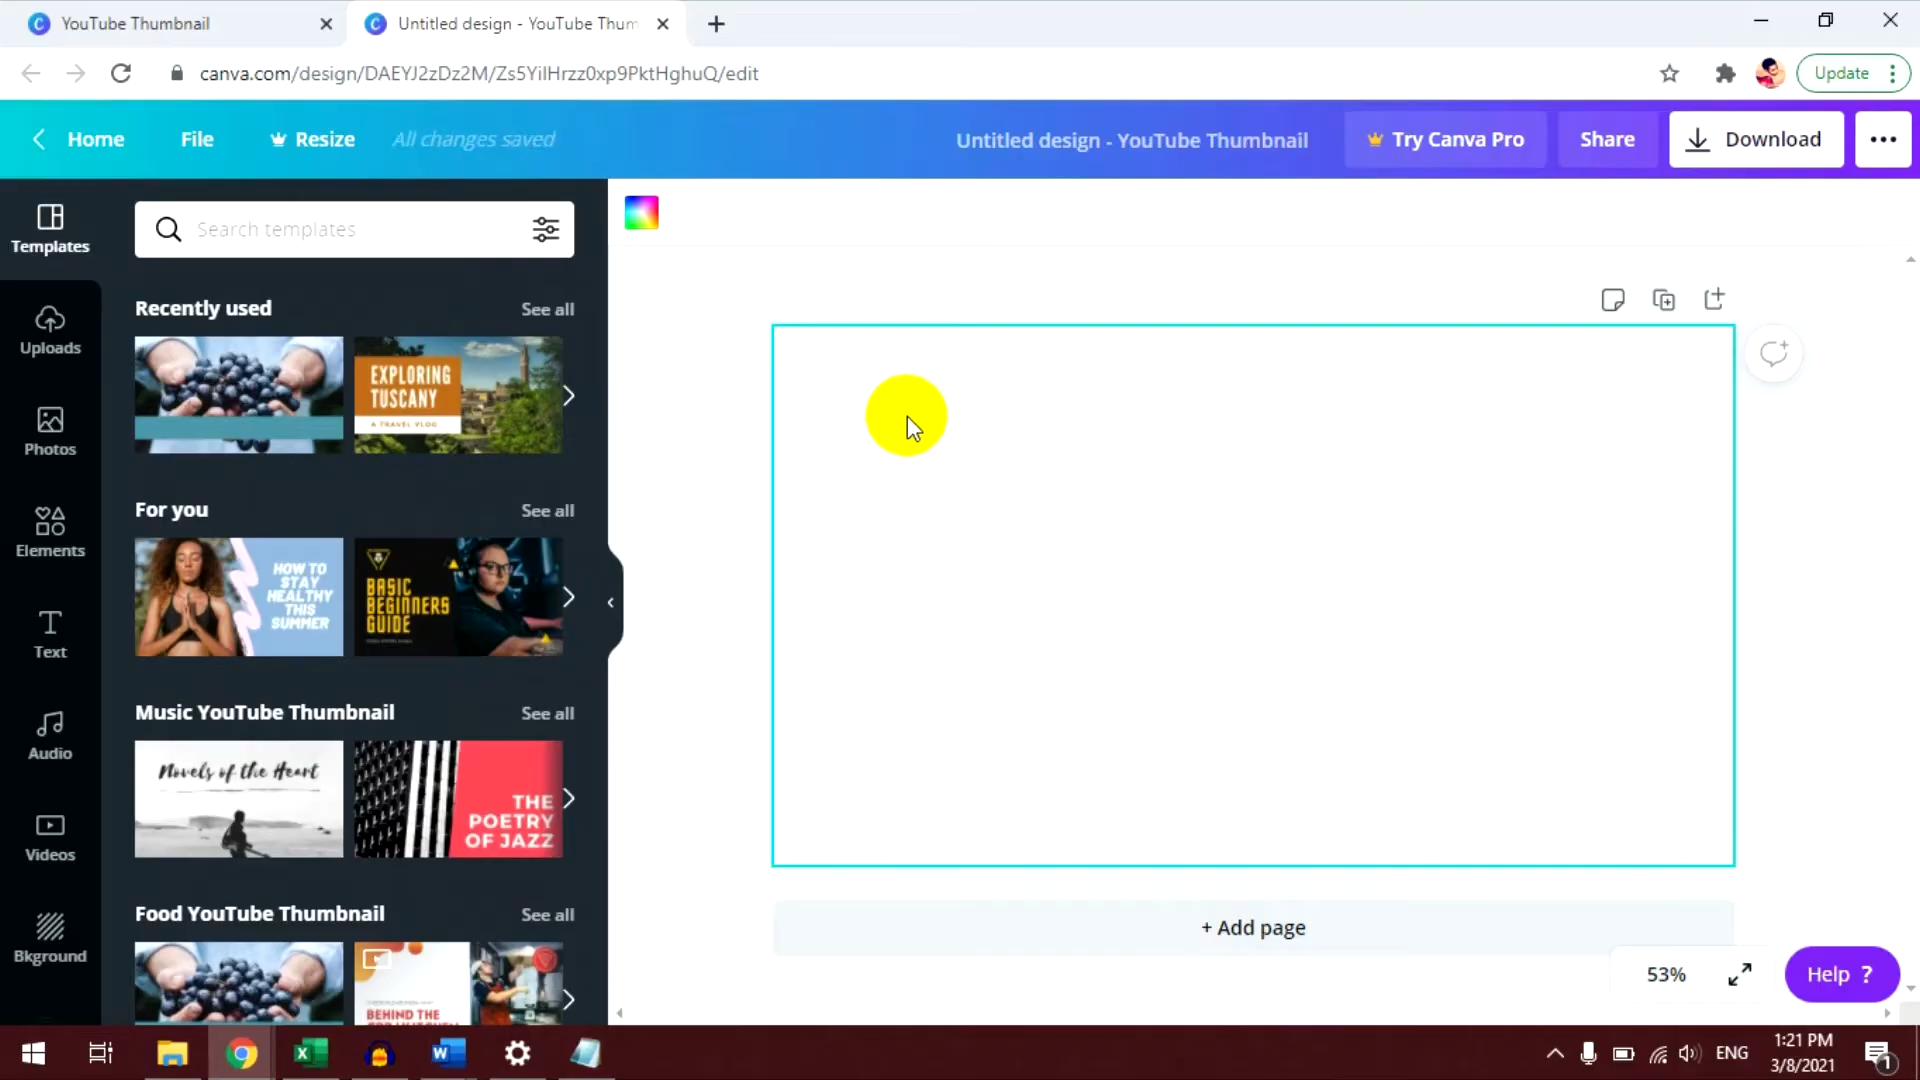 YouTube Thumbnail
Untitled design - YouTube Thum
canva.com/design/DAEYJ2zDz2M/Zs5YilHrzz0xp9PktHghuQ/edit
Update
Home
File
Resize
All changes saved
Untitled design - YouTube Thumbnail
Try Canva Pro
Share
Download
Templates
Uploads
Photos
Elements
Text
Audio
Videos
Bkground
Search templates
Recently used
See all
EXPLORING
TUSCANY
A TRAVEL VLOG
For you
See all
HOW TO
STAY
HEALTHY
THIS
SUMMER
BASIC
BEGINNERS
GUIDE
Music YouTube Thumbnail
See all
Novels of the Heart
THE
POETRY
OF JAZZ
Food YouTube Thumbnail
See all
BEHIND THE
+ Add page
53%
Help ?
ENG
1:21 PM
3/8/2021
1